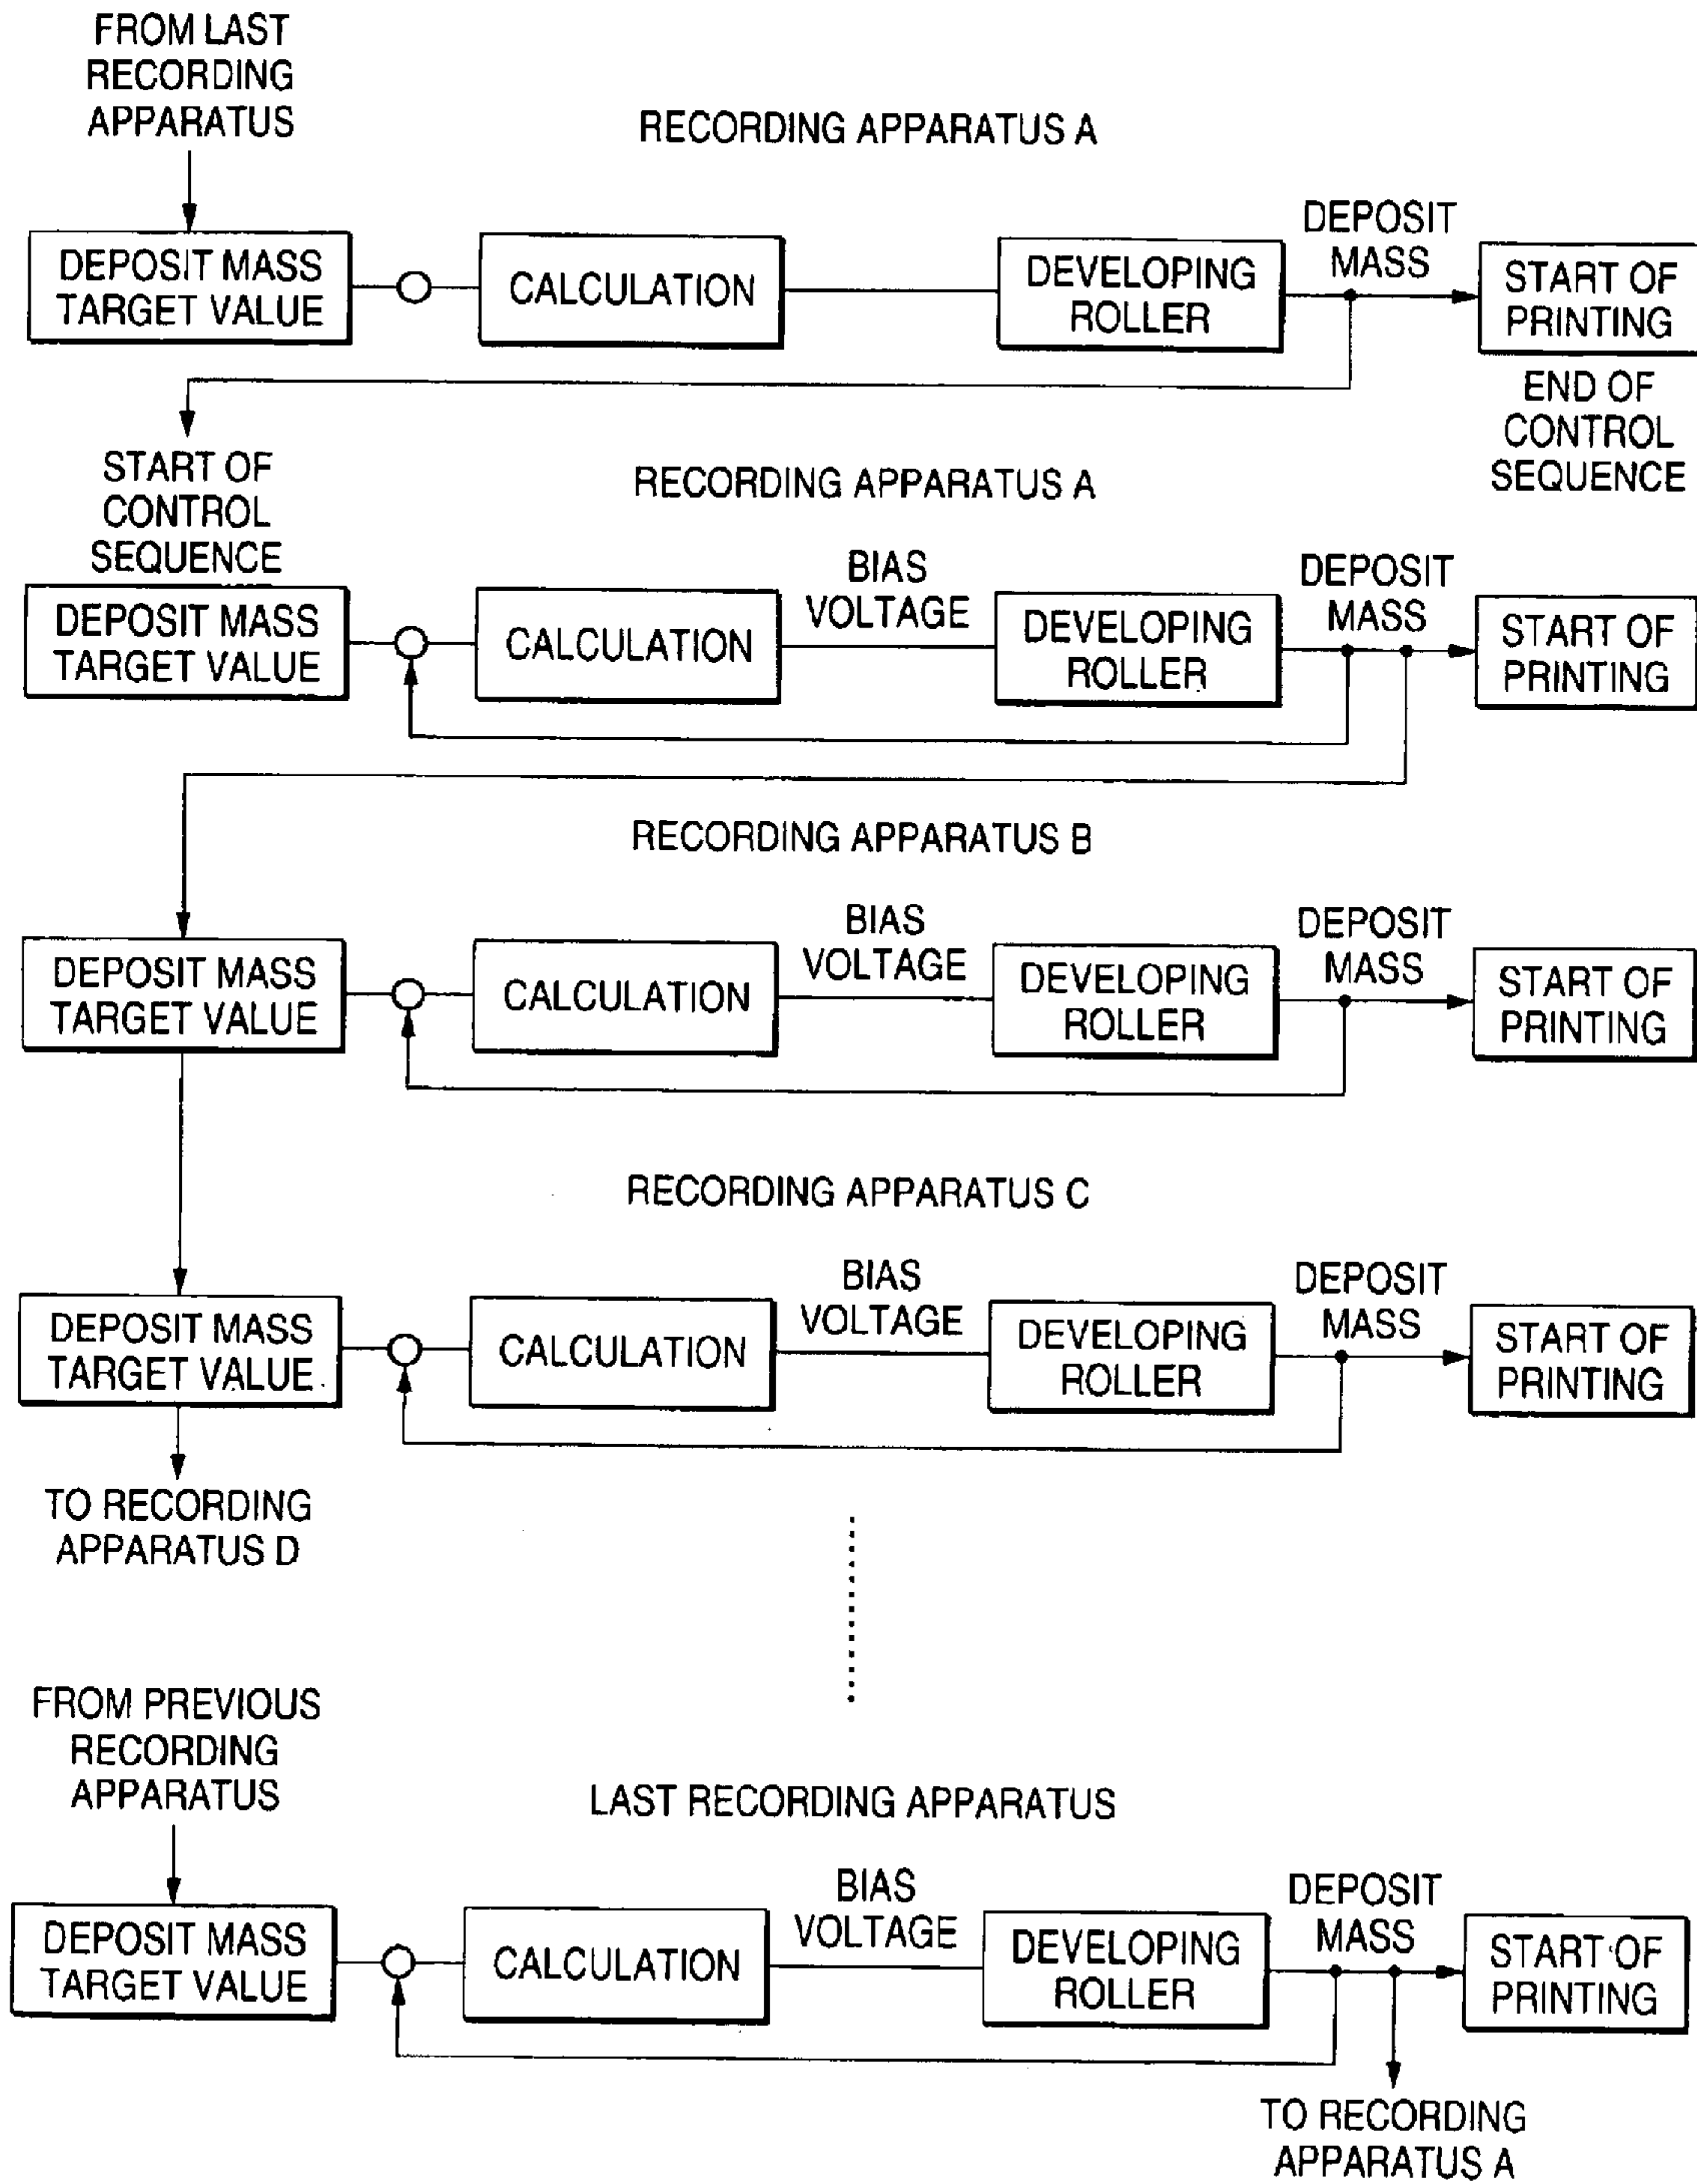 FROM LAST
RECORDING
APPARATUS
RECORDING APPARATUS A
DEPOSIT MASS
TARGET VALUE
CALCULATION
DEVELOPING
ROLLER
DEPOSIT
MASS
START OF
PRINTING
END OF
CONTROL
SEQUENCE
START OF
CONTROL
SEQUENCE
RECORDING APPARATUS A
DEPOSIT MASS
TARGET VALUE
CALCULATION
BIAS
VOLTAGE
DEVELOPING
ROLLER
DEPOSIT
MASS
START OF
PRINTING
RECORDING APPARATUS B
DEPOSIT MASS
TARGET VALUE
CALCULATION
BIAS
VOLTAGE
DEVELOPING
ROLLER
DEPOSIT
MASS
START OF
PRINTING
RECORDING APPARATUS C
DEPOSIT MASS
TARGET VALUE
CALCULATION
BIAS
VOLTAGE
DEVELOPING
ROLLER
DEPOSIT
MASS
START OF
PRINTING
TO RECORDING
APPARATUS D
FROM PREVIOUS
RECORDING
APPARATUS
LAST RECORDING APPARATUS
DEPOSIT MASS
TARGET VALUE
CALCULATION
BIAS
VOLTAGE
DEVELOPING
ROLLER
DEPOSIT
MASS
START OF
PRINTING
TO RECORDING
APPARATUS A